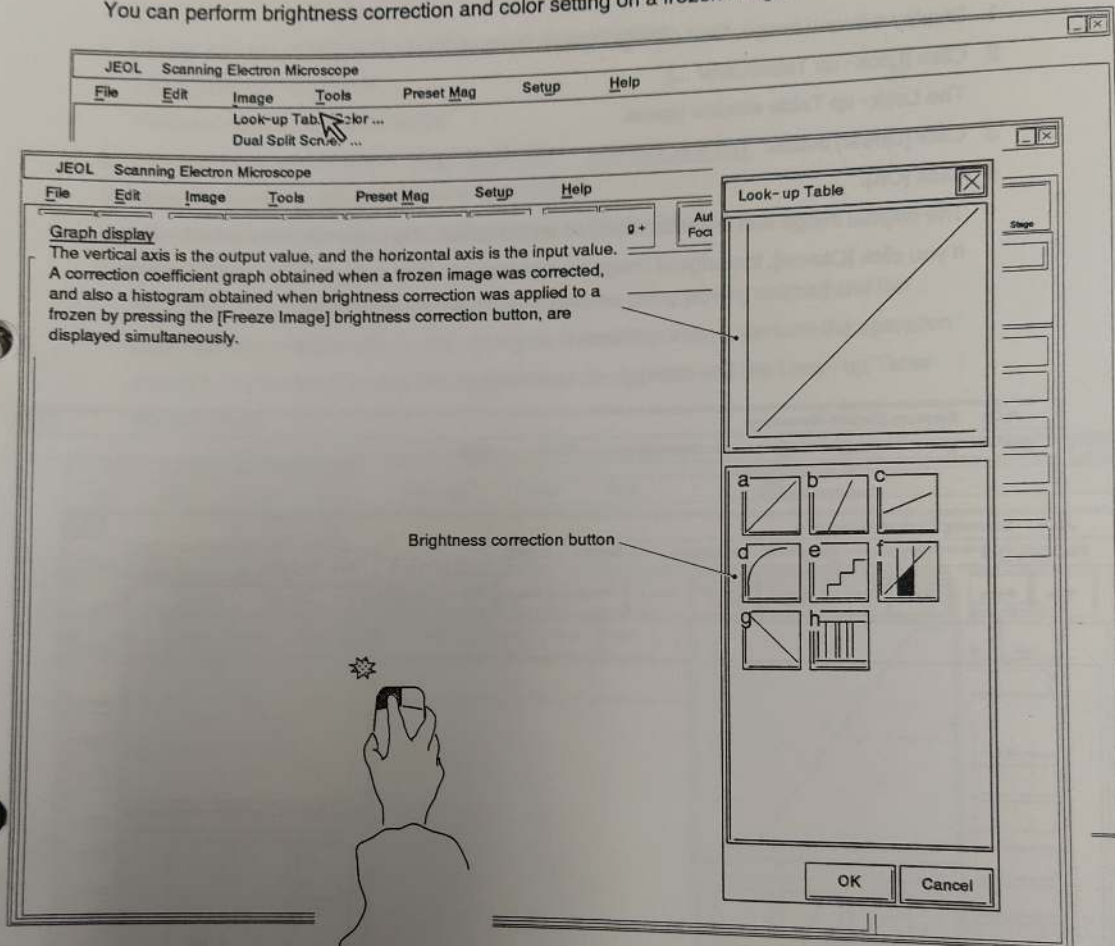 You can perform brightness correction and color setting on a
JEOL Scanning Electron Microscope
File Edit Image Tools Preset Mag Setup Help
Look-up Color ...
Dual Split ...
JEOL Scanning Electron Microscope
File Edit Image Tools Preset Mag Setup Help
Look-up Table
Stage
Graph display
The vertical axis is the output value, and the horizontal axis is the input value.
A correction coefficient graph obtained when a frozen image was corrected,
and also a histogram obtained when brightness correction was applied to a
frozen by pressing the [Freeze Image] brightness correction button, are
displayed simultaneously.
a b c
Brightness correction button
d e f
g h
OK Cancel